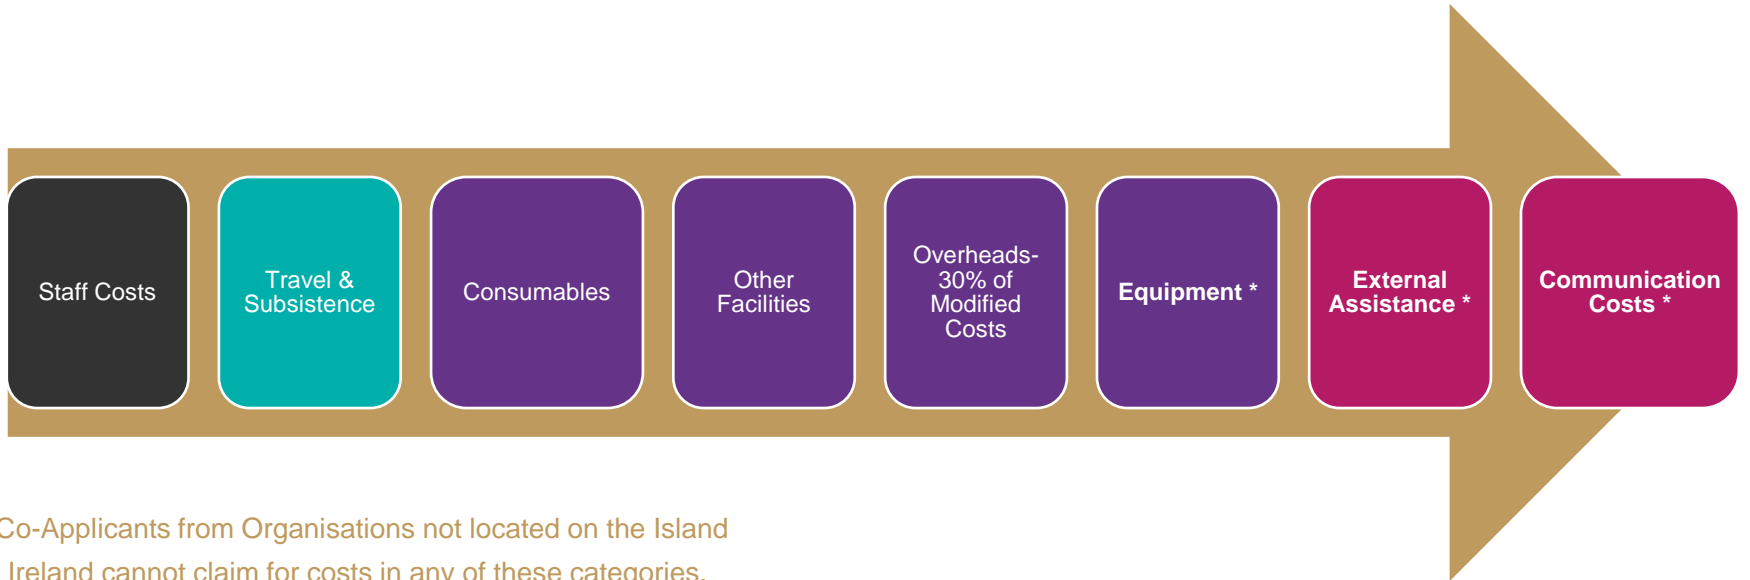 Staff Costs
Travel &
Subsistence
Consumables
Other
Facilities
Overheads-
30% of
Modified
Costs
Equipment *
External
Assistance *
Communication
Costs *
Co-Applicants from Organisations not located on the Island
Ireland cannot claim for costs in any of these categories.